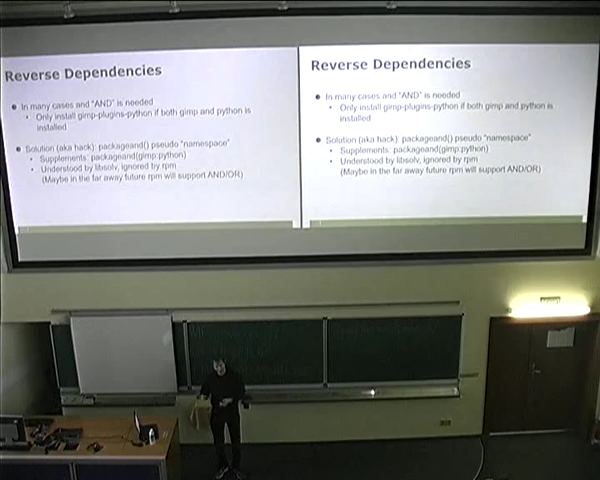 Reverse Dependencies
● In many cases and "AND" is needed
• Only install gimp-plugins-python if both gimp and python is
installed
● Solution (aka hack): packageand() pseudo "namespace"
• Supplements: packageand(gimp:python)
• Understood by libsolv, ignored by rpm
(Maybe in the far away future rpm will support AND/OR)
Reverse Dependencies
● In many cases and "AND" is needed
• Only install gimp-plugins-python if both gimp and python is
installed
● Solution (aka hack): packageand() pseudo "namespace"
• Supplements: packageand(gimp:python)
• Understood by libsolv, ignored by rpm
(Maybe in the far away future rpm will support AND/OR)